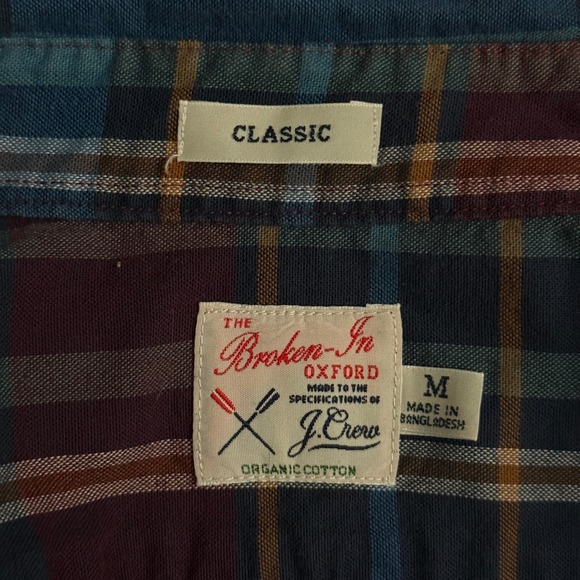 CLASSIC
THE
Broken-In
OXFORD
MADE TO THE
SPECIFICATIONS OF
J.Crew
ORGANIC COTTON
M
MADE IN
BANGLADESH